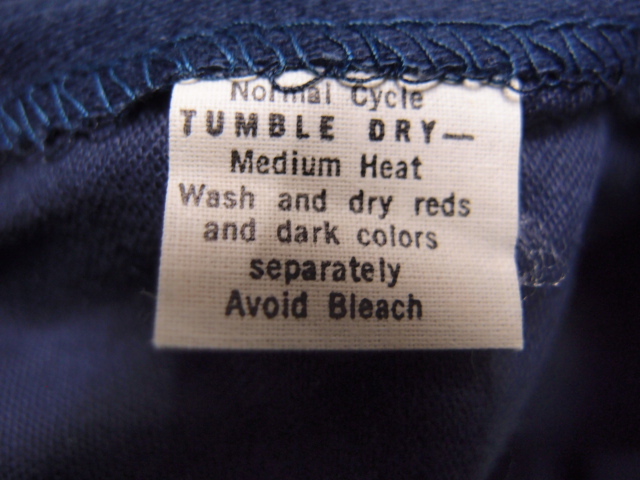 Normal Cycle
TUMBLE DRY—
Medium Heat
Wash and dry reds
and dark colors
separately
Avoid Bleach